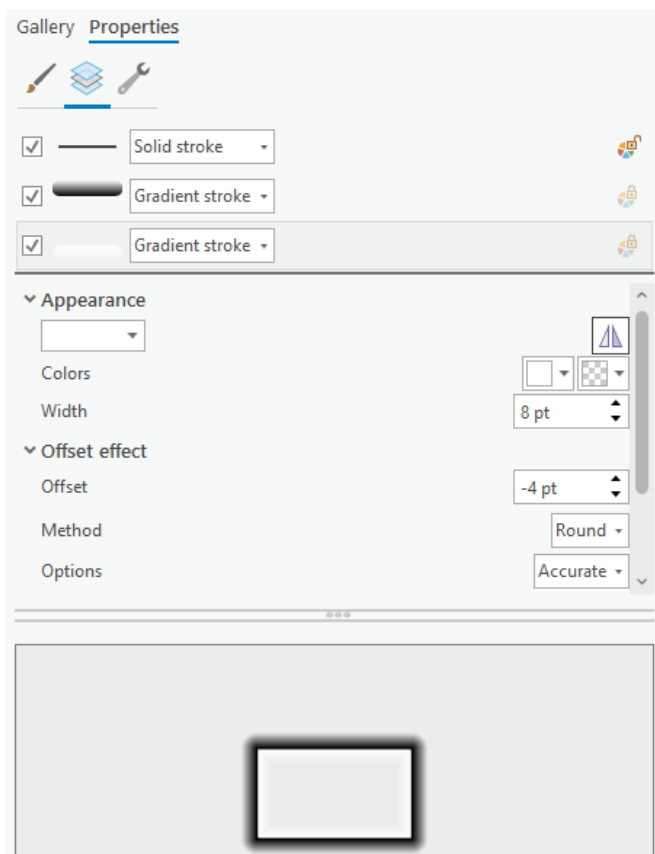 Gallery Properties
Solid stroke
Gradient stroke
Gradient stroke
Appearance
Colors
Width 8 pt
Offset effect
Offset -4 pt
Method Round
Options Accurate